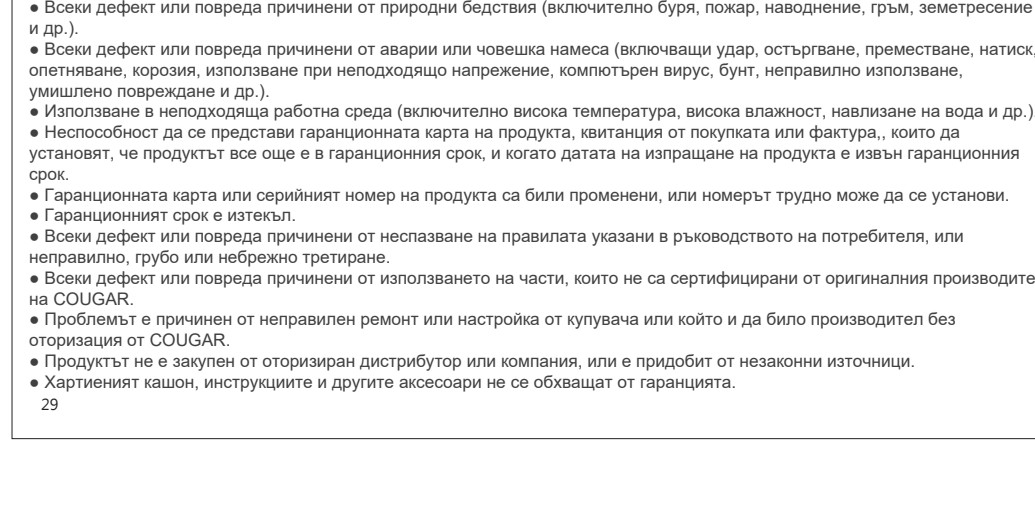 ● Всеки дефект или повреда причинени от природни бедствия (включително буря, пожар, наводнение, гръм, земетресение
и др.).
● Всеки дефект или повреда причинени от аварии или човешка намеса (включващи удар, остъргване, преместване, натиск,
опетняване, корозия, използване при неподходящо напрежение, компютърен вирус, бунт, неправилно използване,
умишлено повреждане и др.).
● Използване в неподходяща работна среда (включително висока температура, висока влажност, навлизане на вода и др.)
● Неспособност да се представи гаранционната карта на продукта, квитанция от покупката или фактура,, които да
установят, че продуктът все още е в гаранционния срок, и когато датата на изпращане на продукта е извън гаранционния
срок.
● Гаранционната карта или серийният номер на продукта са били променени, или номерът трудно може да се установи.
● Гаранционният срок е изтекъл.
● Всеки дефект или повреда причинени от неспазване на правилата указани в ръководството на потребителя, или
неправилно, грубо или небрежно третиране.
● Всеки дефект или повреда причинени от използването на части, които не са сертифицирани от оригиналния производите
на COUGAR.
● Проблемът е причинен от неправилен ремонт или настройка от купувача или който и да било производител без
оторизация от COUGAR.
● Продуктът не е закупен от оторизиран дистрибутор или компания, или е придобит от незаконни източници.
● Хартиеният кашон, инструкциите и другите аксесоари не се обхващат от гаранцията.
29